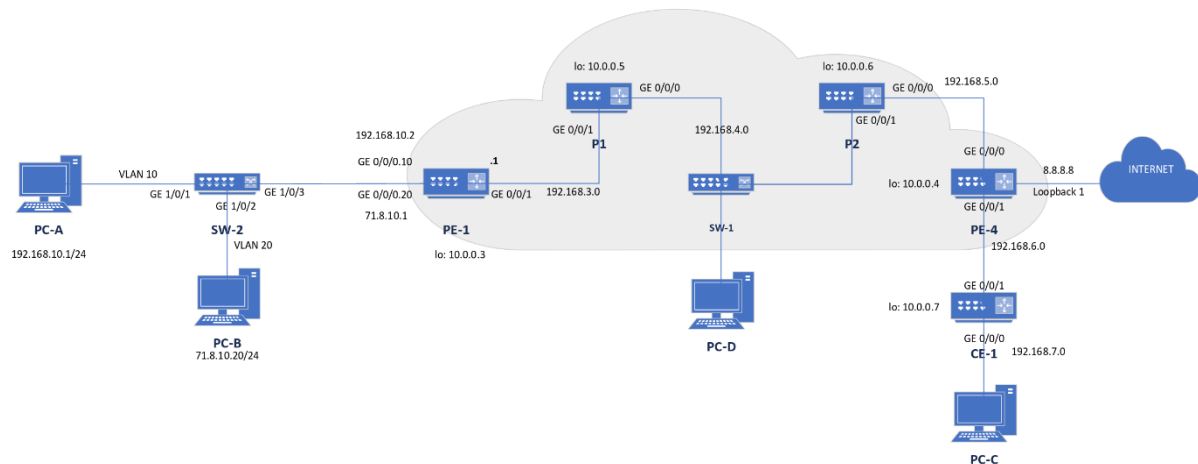 lo: 10.0.0.5
GE 0/0/0
GE 0/0/1
P1
192.168.4.0
lo: 10.0.0.6
GE 0/0/0
192.168.5.0
GE 0/0/1
P2
192.168.10.2
GE 0/0/0.10
.1
GE 0/0/0.20
GE 0/0/1
192.168.3.0
71.8.10.1
PE-1
lo: 10.0.0.3
VLAN 10
GE 1/0/1
GE 1/0/3
GE 1/0/2
SW-2
PC-A
192.168.10.1/24
VLAN 20
PC-B
71.8.10.20/24
SW-1
PC-D
GE 0/0/0
lo: 10.0.0.4
8.8.8.8
Loopback 1
INTERNET
GE 0/0/1
PE-4
192.168.6.0
GE 0/0/1
lo: 10.0.0.7
GE 0/0/0
CE-1
192.168.7.0
PC-C